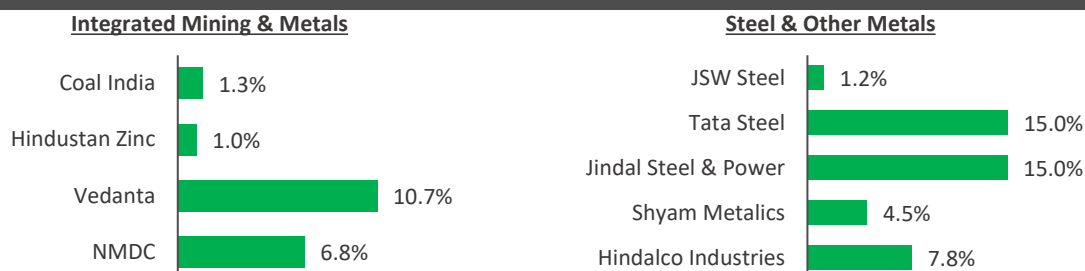 Integrated Mining & Metals
Coal India 1.3%
Hindustan Zinc 1.0%
Vedanta 10.7%
NMDC 6.8%
Steel & Other Metals
JSW Steel 1.2%
Tata Steel 15.0%
Jindal Steel & Power 15.0%
Shyam Metalics 4.5%
Hindalco Industries 7.8%